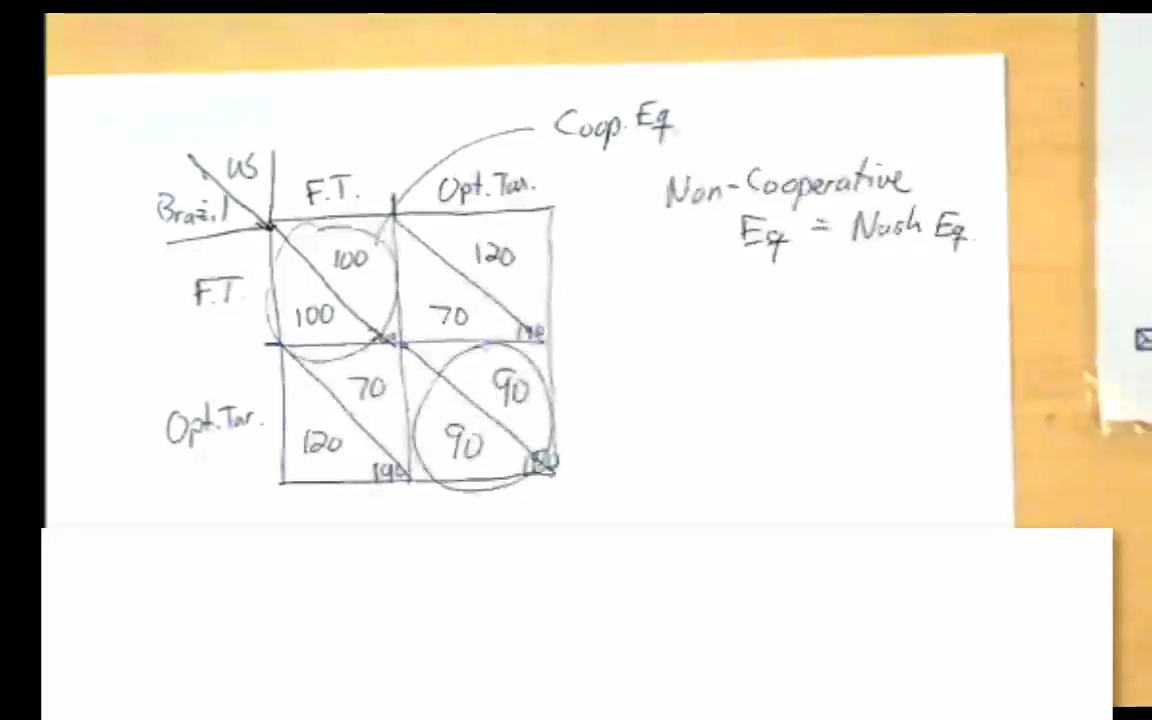 Coop. Eq
US
F.T.
Opt. Tar.
Non-Cooperative
Brazil
Eq = Nash Eq.
100
120
F.T.
100
70
190
70
90
Opt. Tar.
120
90